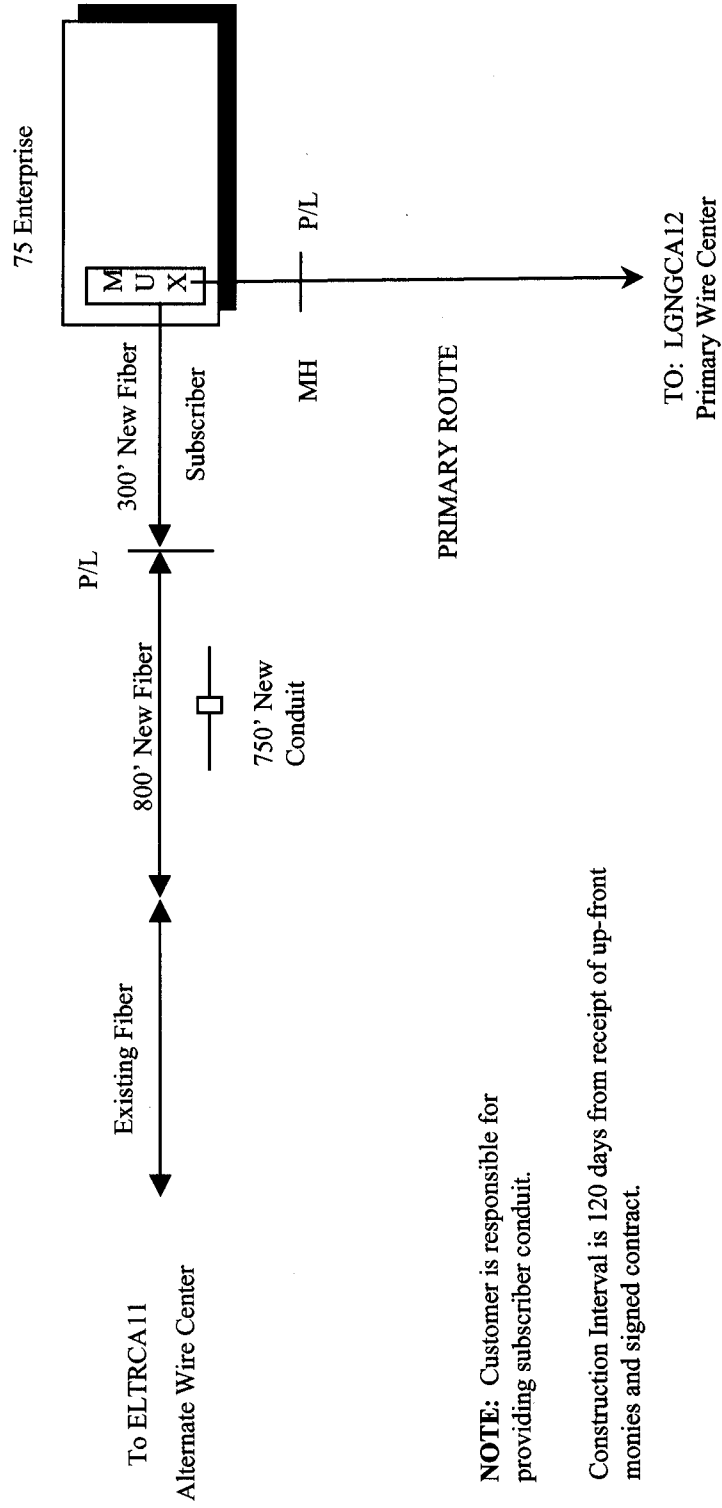 75 Enterprise
M
U
X
300' New Fiber
Subscriber
P/L
800' New Fiber
750' New
Conduit
Existing Fiber
To ELTRCA11
Alternate Wire Center
MH
P/L
PRIMARY ROUTE
TO: LGNGCA12
Primary Wire Center
NOTE: Customer is responsible for
providing subscriber conduit.
Construction Interval is 120 days from receipt of up-front
monies and signed contract.